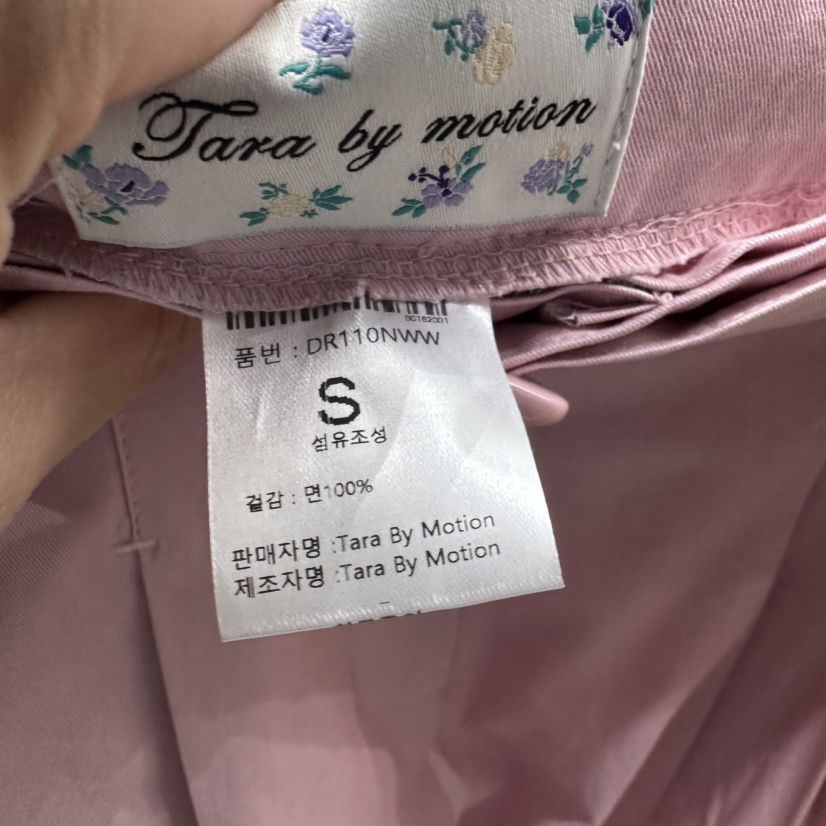 Tara by motion
00182001
품번 : DR110NWW
S
섬유조성
겉감 : 면100%
판매자명 :Tara By Motion
제조자명 :Tara By Motion